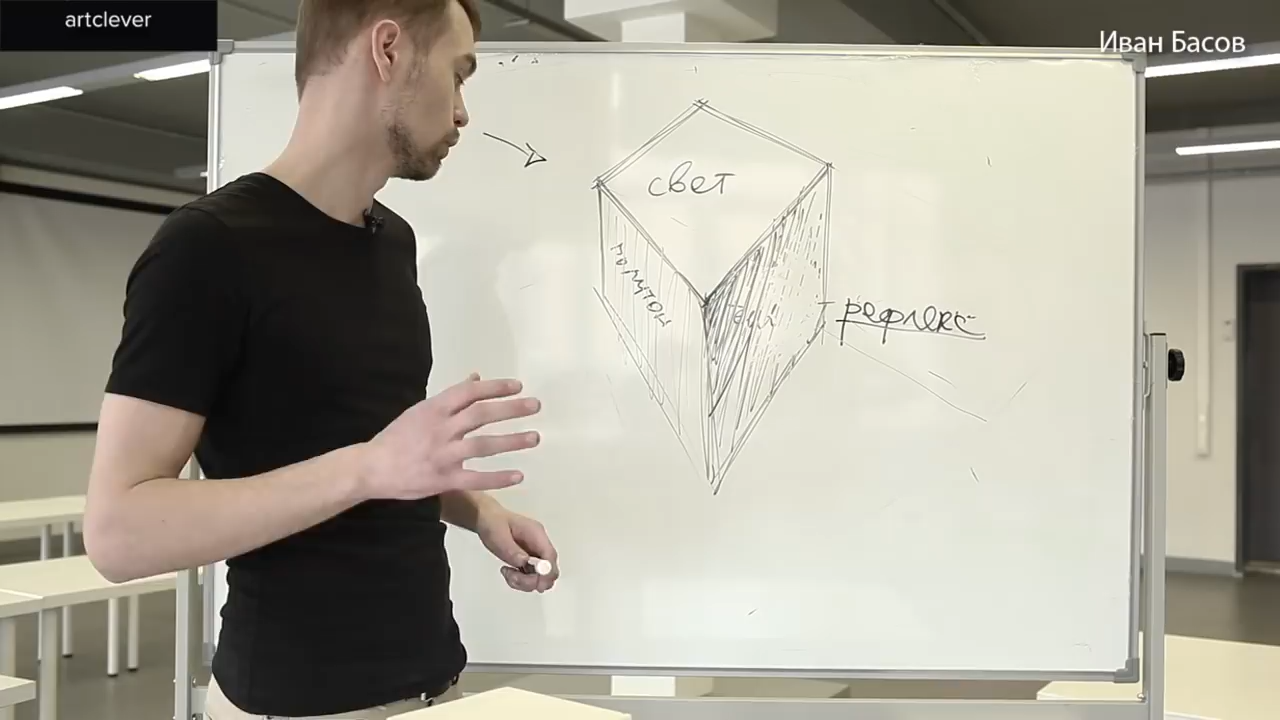 artclever
Иван Басов
свет
полутон
тень
рефлекс